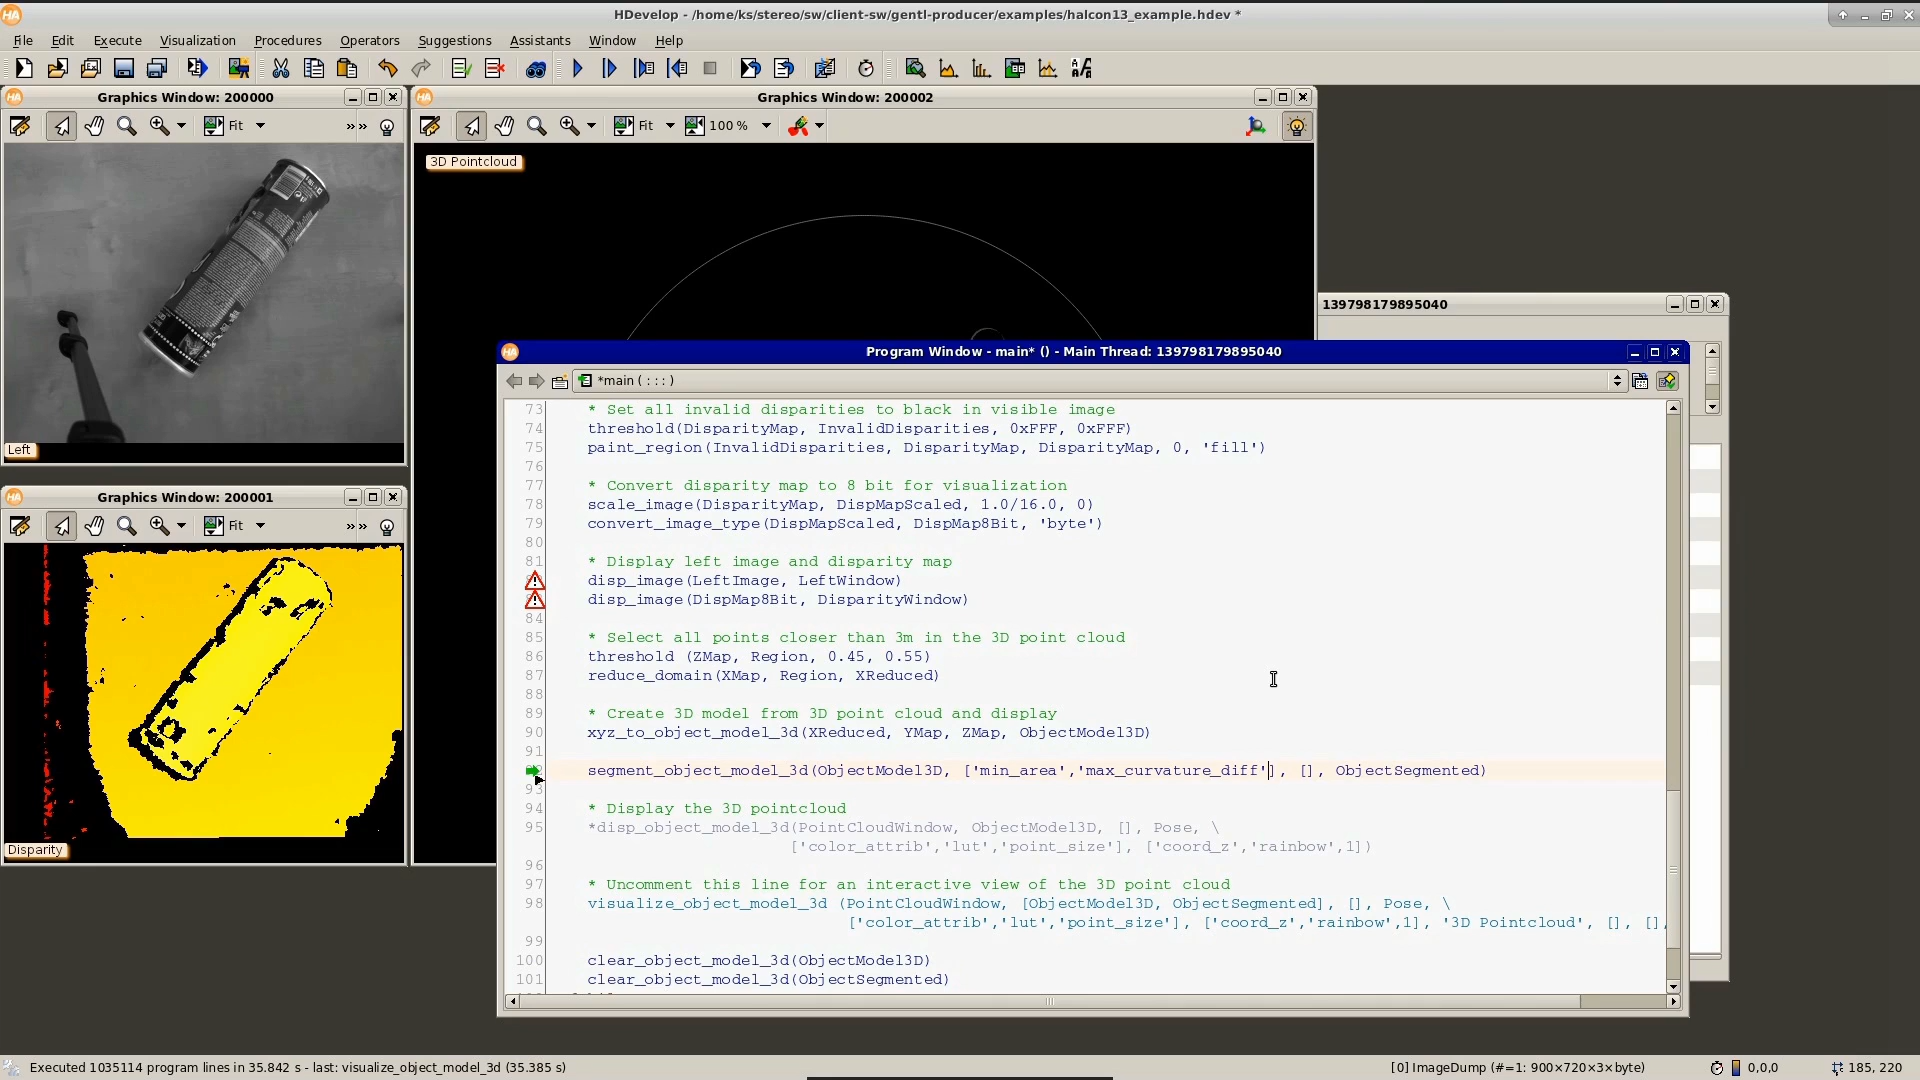 HDevelop - /home/ks/stereo/sw/client-sw/gentl-producer/examples/halcon13_example.hdev *
File Edit Execute Visualization Procedures Operators Suggestions Assistants Window Help
Graphics Window: 200000
Fit
Left
Graphics Window: 200002
Fit
100 %
3D Pointcloud
Graphics Window: 200001
Fit
Disparity
139798179895040
Program Window - main* () - Main Thread: 139798179895040
*main ( : : : )
73 * Set all invalid disparities to black in visible image
74 threshold(DisparityMap, InvalidDisparities, 0xFFF, 0xFFF)
75 paint_region(InvalidDisparities, DisparityMap, DisparityMap, 0, 'fill')
76
77 * Convert disparity map to 8 bit for visualization
78 scale_image(DisparityMap, DispMapScaled, 1.0/16.0, 0)
79 convert_image_type(DispMapScaled, DispMap8Bit, 'byte')
80
81 * Display left image and disparity map
disp_image(LeftImage, LeftWindow)
disp_image(DispMap8Bit, DisparityWindow)
84
85 * Select all points closer than 3m in the 3D point cloud
86 threshold (ZMap, Region, 0.45, 0.55)
87 reduce_domain(XMap, Region, XReduced)
88
89 * Create 3D model from 3D point cloud and display
90 xyz_to_object_model_3d(XReduced, YMap, ZMap, ObjectModel3D)
91
segment_object_model_3d(ObjectModel3D, ['min_area','max_curvature_diff'], [], ObjectSegmented)
93
94 * Display the 3D pointcloud
95 *disp_object_model_3d(PointCloudWindow, ObjectModel3D, [], Pose, \
['color_attrib','lut','point_size'], ['coord_z','rainbow',1])
96
97 * Uncomment this line for an interactive view of the 3D point cloud
98 visualize_object_model_3d (PointCloudWindow, [ObjectModel3D, ObjectSegmented], [], Pose, \
['color_attrib','lut','point_size'], ['coord_z','rainbow',1], '3D Pointcloud', [], [],
99
100 clear_object_model_3d(ObjectModel3D)
101 clear_object_model_3d(ObjectSegmented)
Executed 1035114 program lines in 35.842 s - last: visualize_object_model_3d (35.385 s)
[0] ImageDump (#=1: 900×720×3×byte)
0,0,0
185, 220